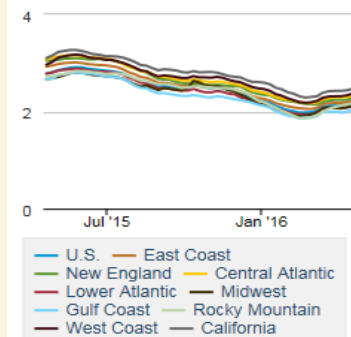 4
2
0
Jul '15 Jan '16
U.S. East Coast
New England Central Atlantic
Lower Atlantic Midwest
Gulf Coast Rocky Mountain
West Coast California